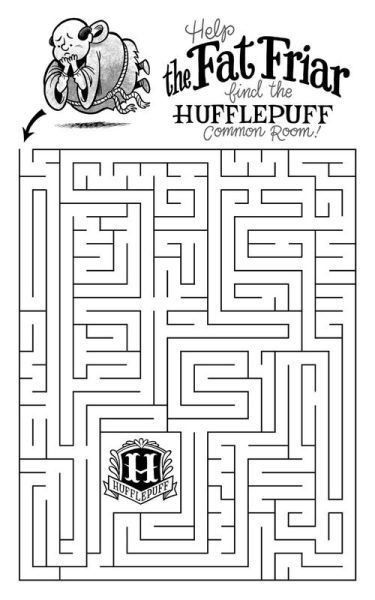 Help
the Fat Friar
find the
HUFFLEPUFF
Common Room!
H
HUFFLEPUFF